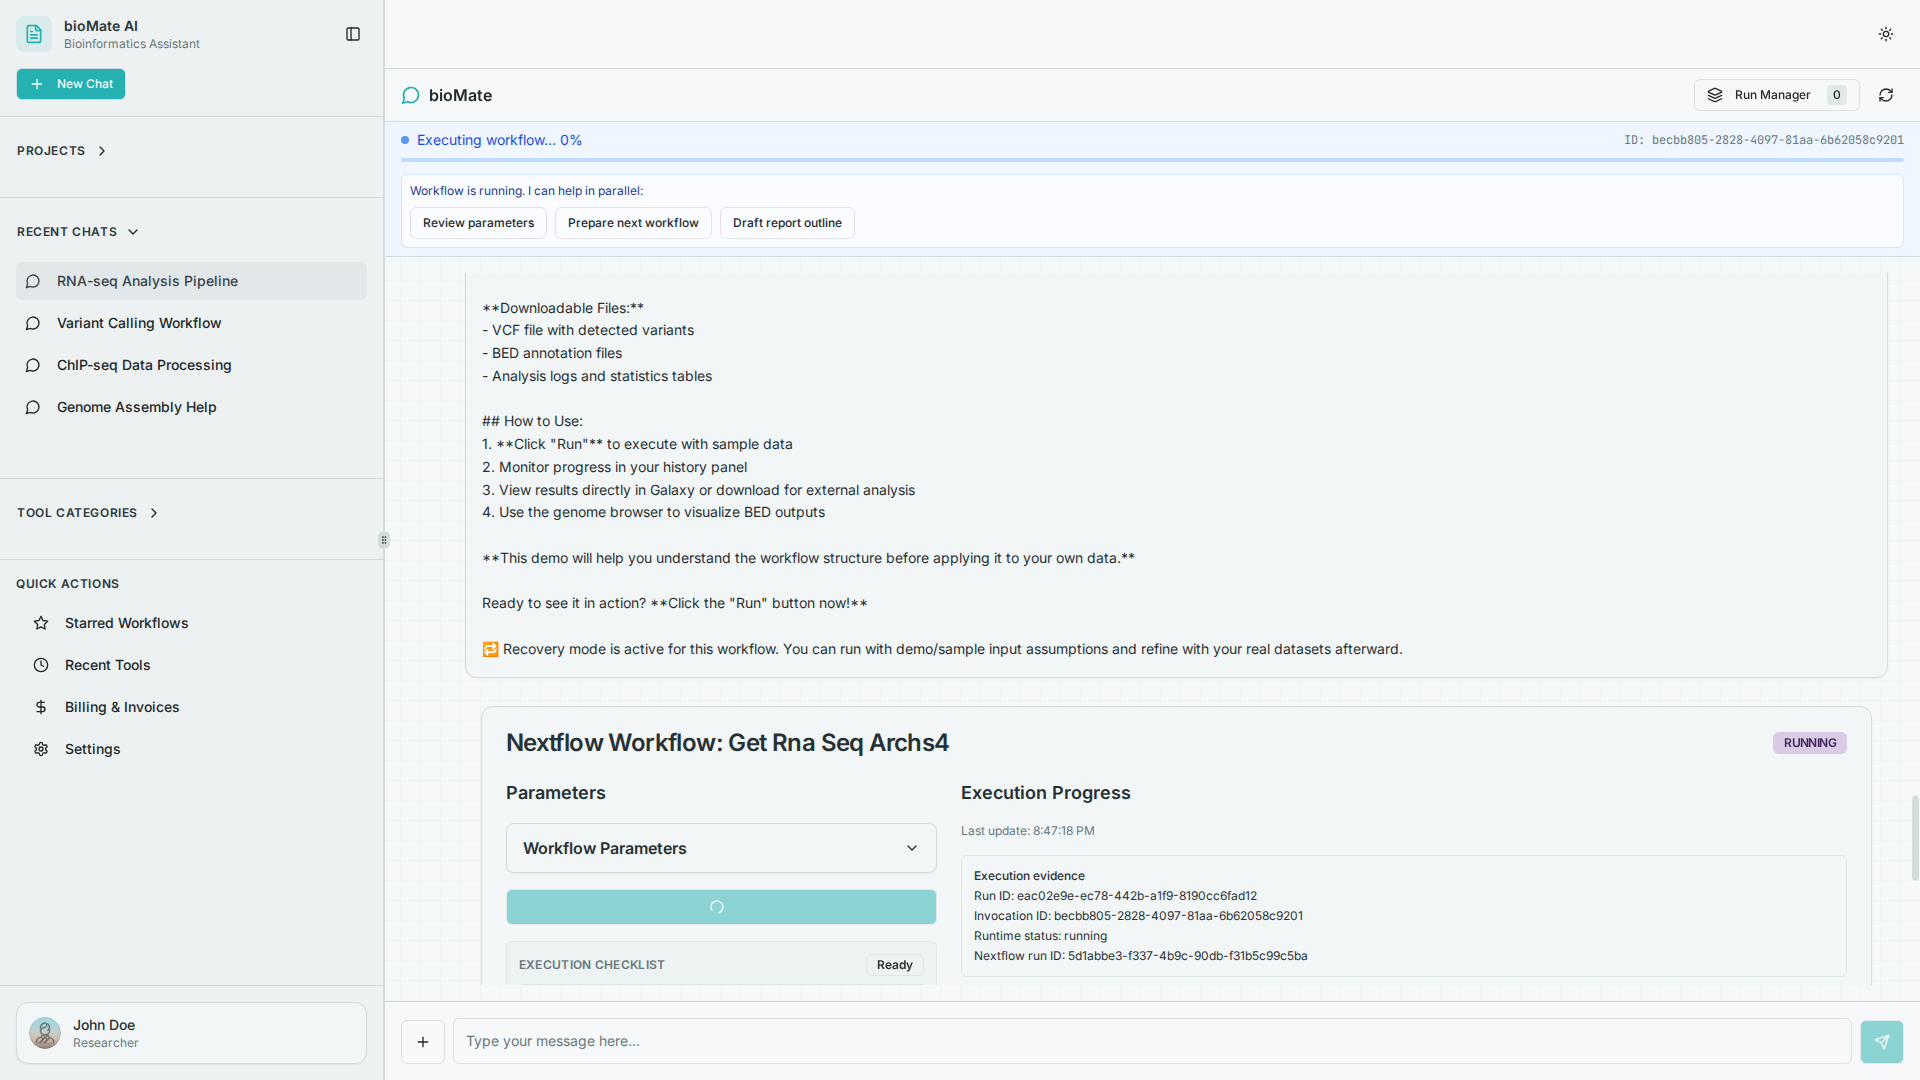 bioMate AI
Bioinformatics Assistant
New Chat
PROJECTS
RECENT CHATS
RNA-seq Analysis Pipeline
Variant Calling Workflow
ChIP-seq Data Processing
Genome Assembly Help
TOOL CATEGORIES
QUICK ACTIONS
Starred Workflows
Recent Tools
Billing & Invoices
Settings
John Doe
Researcher
bioMate
Run Manager 0
Executing workflow... 0%
ID: becbb805-2828-4097-81aa-6b62058c9201
Workflow is running. I can help in parallel:
Review parameters
Prepare next workflow
Draft report outline
**Downloadable Files:**
- VCF file with detected variants
- BED annotation files
- Analysis logs and statistics tables
## How to Use:
1. **Click "Run"** to execute with sample data
2. Monitor progress in your history panel
3. View results directly in Galaxy or download for external analysis
4. Use the genome browser to visualize BED outputs
**This demo will help you understand the workflow structure before applying it to your own data.**
Ready to see it in action? **Click the "Run" button now!**
🔁 Recovery mode is active for this workflow. You can run with demo/sample input assumptions and refine with your real datasets afterward.
Nextflow Workflow: Get Rna Seq Archs4
RUNNING
Parameters
Workflow Parameters
EXECUTION CHECKLIST
Ready
Execution Progress
Last update: 8:47:18 PM
Execution evidence
Run ID: eac02e9e-ec78-442b-a1f9-8190cc6fad12
Invocation ID: becbb805-2828-4097-81aa-6b62058c9201
Runtime status: running
Nextflow run ID: 5d1abbe3-f337-4b9c-90db-f31b5c99c5ba
Type your message here...